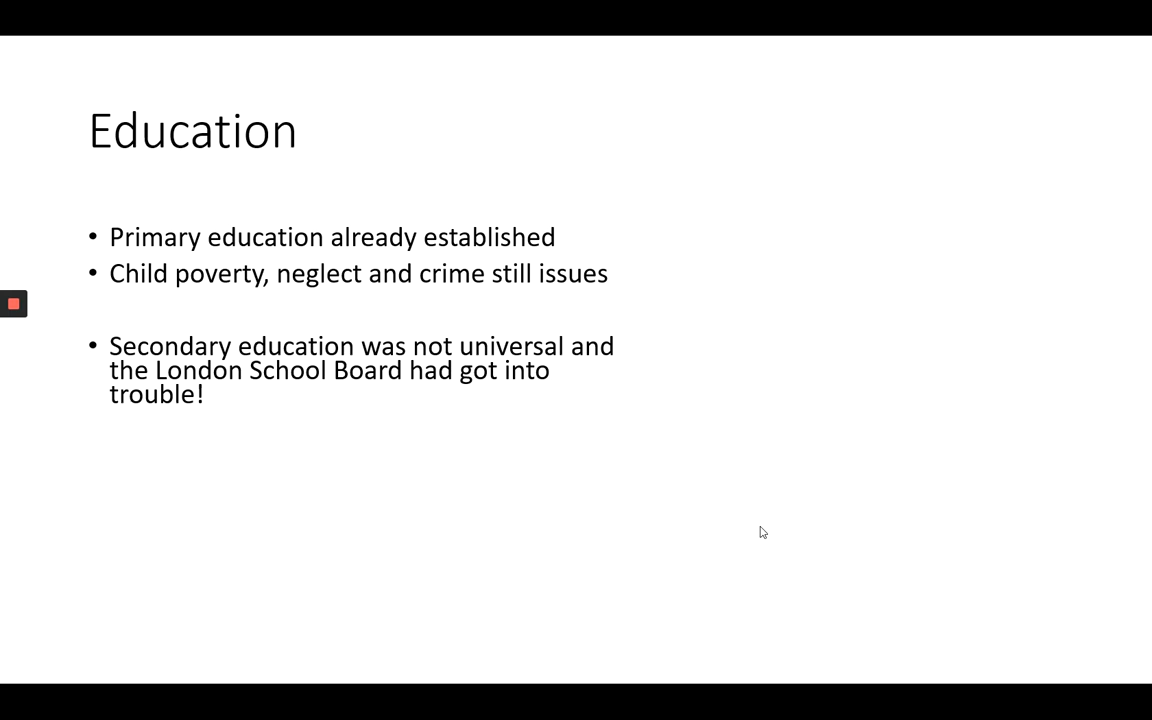 Education
• Primary education already established
• Child poverty, neglect and crime still issues
• Secondary education was not universal and
the London School Board had got into
trouble!